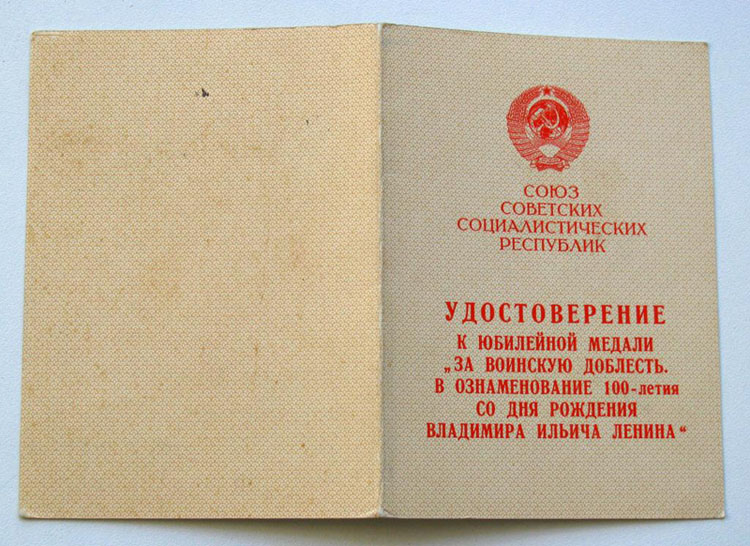 СОЮЗ
СОВЕТСКИХ
СОЦИАЛИСТИЧЕСКИХ
РЕСПУБЛИК
УДОСТОВЕРЕНИЕ
К ЮБИЛЕЙНОЙ МЕДАЛИ
„ЗА ВОИНСКУЮ ДОБЛЕСТЬ.
В ОЗНАМЕНОВАНИЕ 100-летия
СО ДНЯ РОЖДЕНИЯ
ВЛАДИМИРА ИЛЬИЧА ЛЕНИНА“